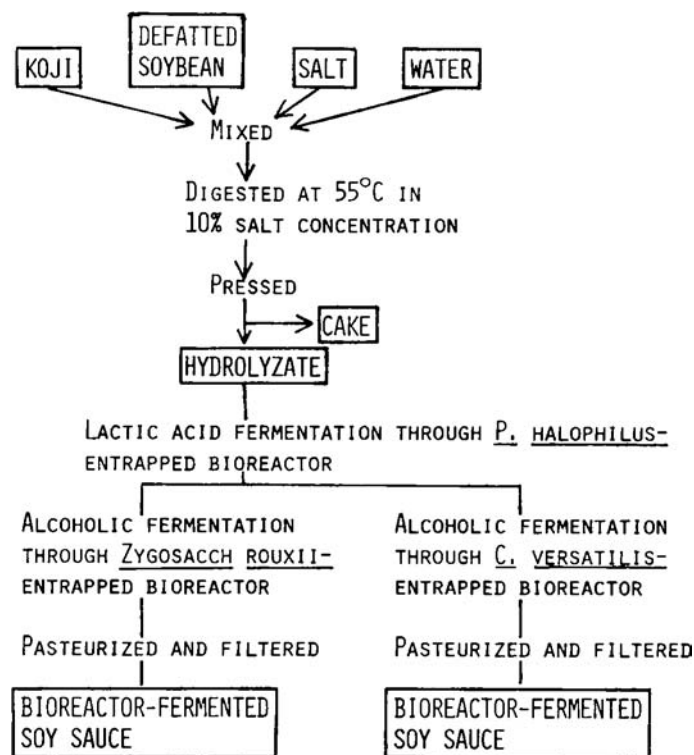 KOJI
DEFATTED
SOYBEAN
SALT
WATER
MIXED
DIGESTED AT 55°C IN
10% SALT CONCENTRATION
PRESSED
CAKE
HYDROLYZATE
LACTIC ACID FERMENTATION THROUGH P. HALOPHILUS-
ENTRAPPED BIOREACTOR
ALCOHOLIC FERMENTATION
THROUGH ZYGOSACCH ROUXII-
ENTRAPPED BIOREACTOR
ALCOHOLIC FERMENTATION
THROUGH C. VERSATILIS-
ENTRAPPED BIOREACTOR
PASTEURIZED AND FILTERED
PASTEURIZED AND FILTERED
BIOREACTOR-FERMENTED
SOY SAUCE
BIOREACTOR-FERMENTED
SOY SAUCE